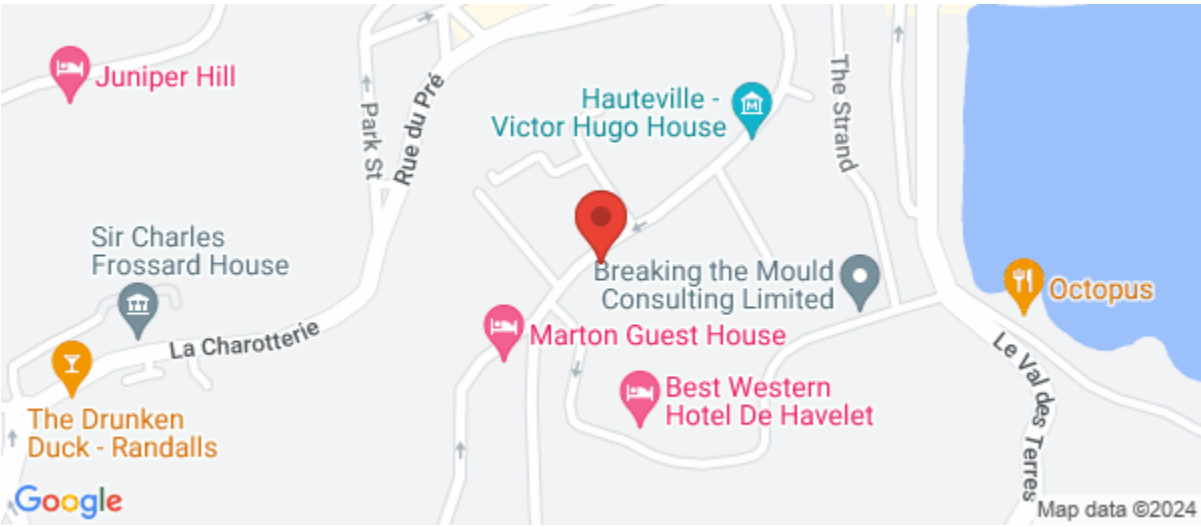 Juniper Hill
Park St
Rue du Pré
Hauteville -
Victor Hugo House
The Strand
Sir Charles
Frossard House
Breaking the Mould
Consulting Limited
Octopus
La Charotterie
Marton Guest House
Le Val des Terres
The Drunken
Duck - Randalls
Best Western
Hotel De Havelet
Google
Map data ©2024